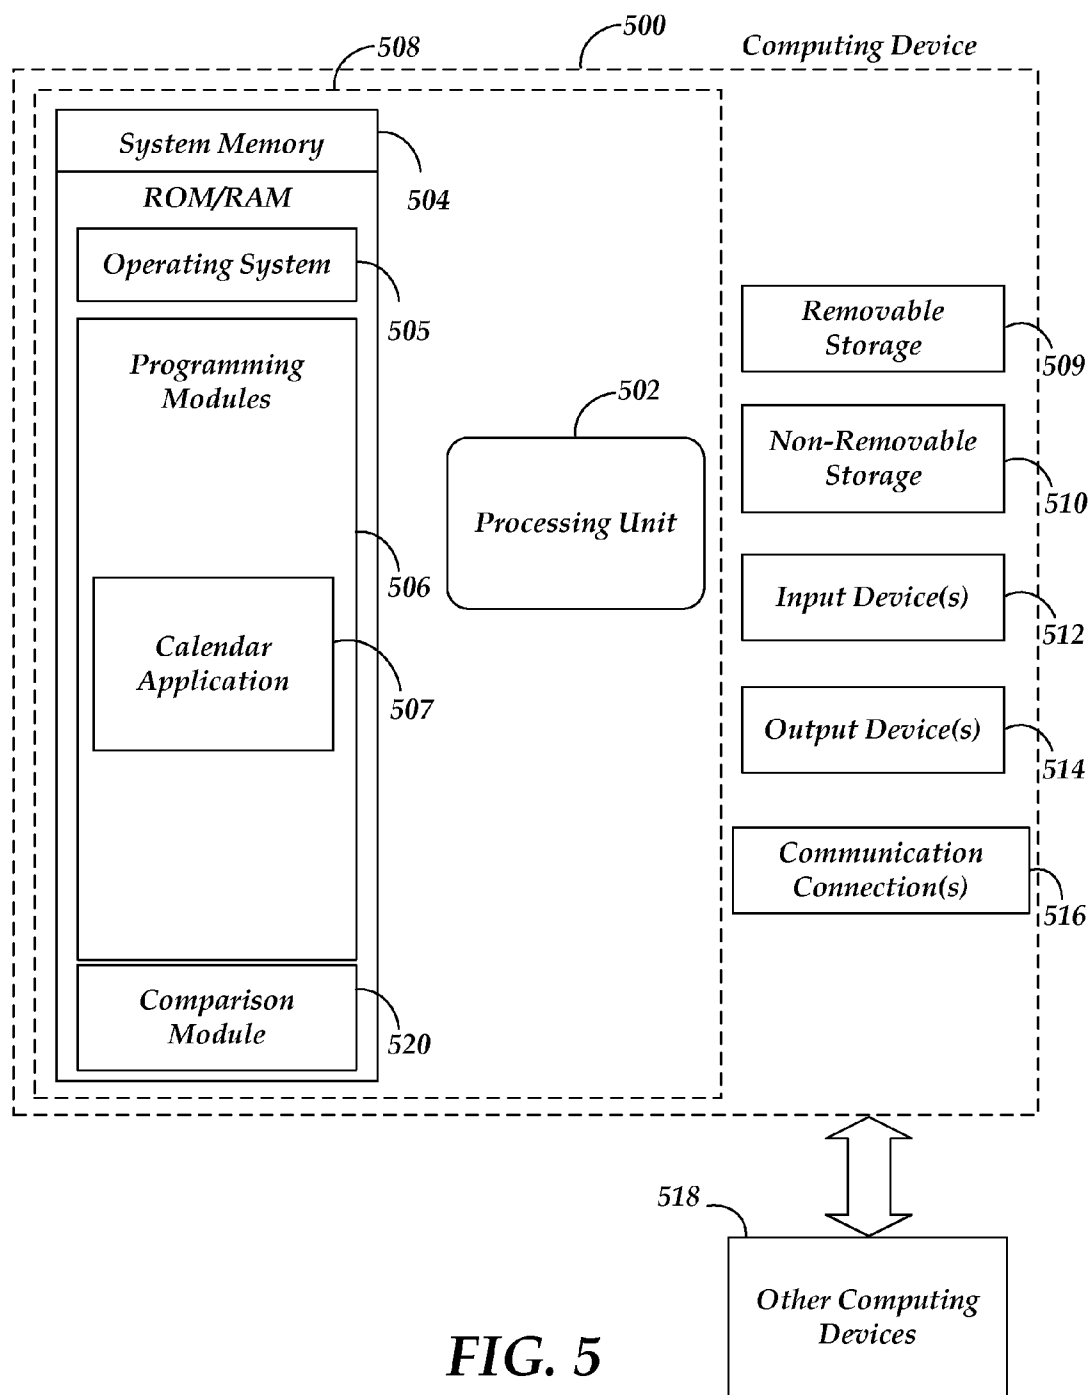 500
Computing Device
508
System Memory
504
ROM/RAM
Operating System
505
Programming
Modules
506
Calendar
Application
507
Comparison
Module
520
502
Processing Unit
Removable
Storage
509
Non-Removable
Storage
510
Input Device(s)
512
Output Device(s)
514
Communication
Connection(s)
516
518
Other Computing
Devices
FIG. 5